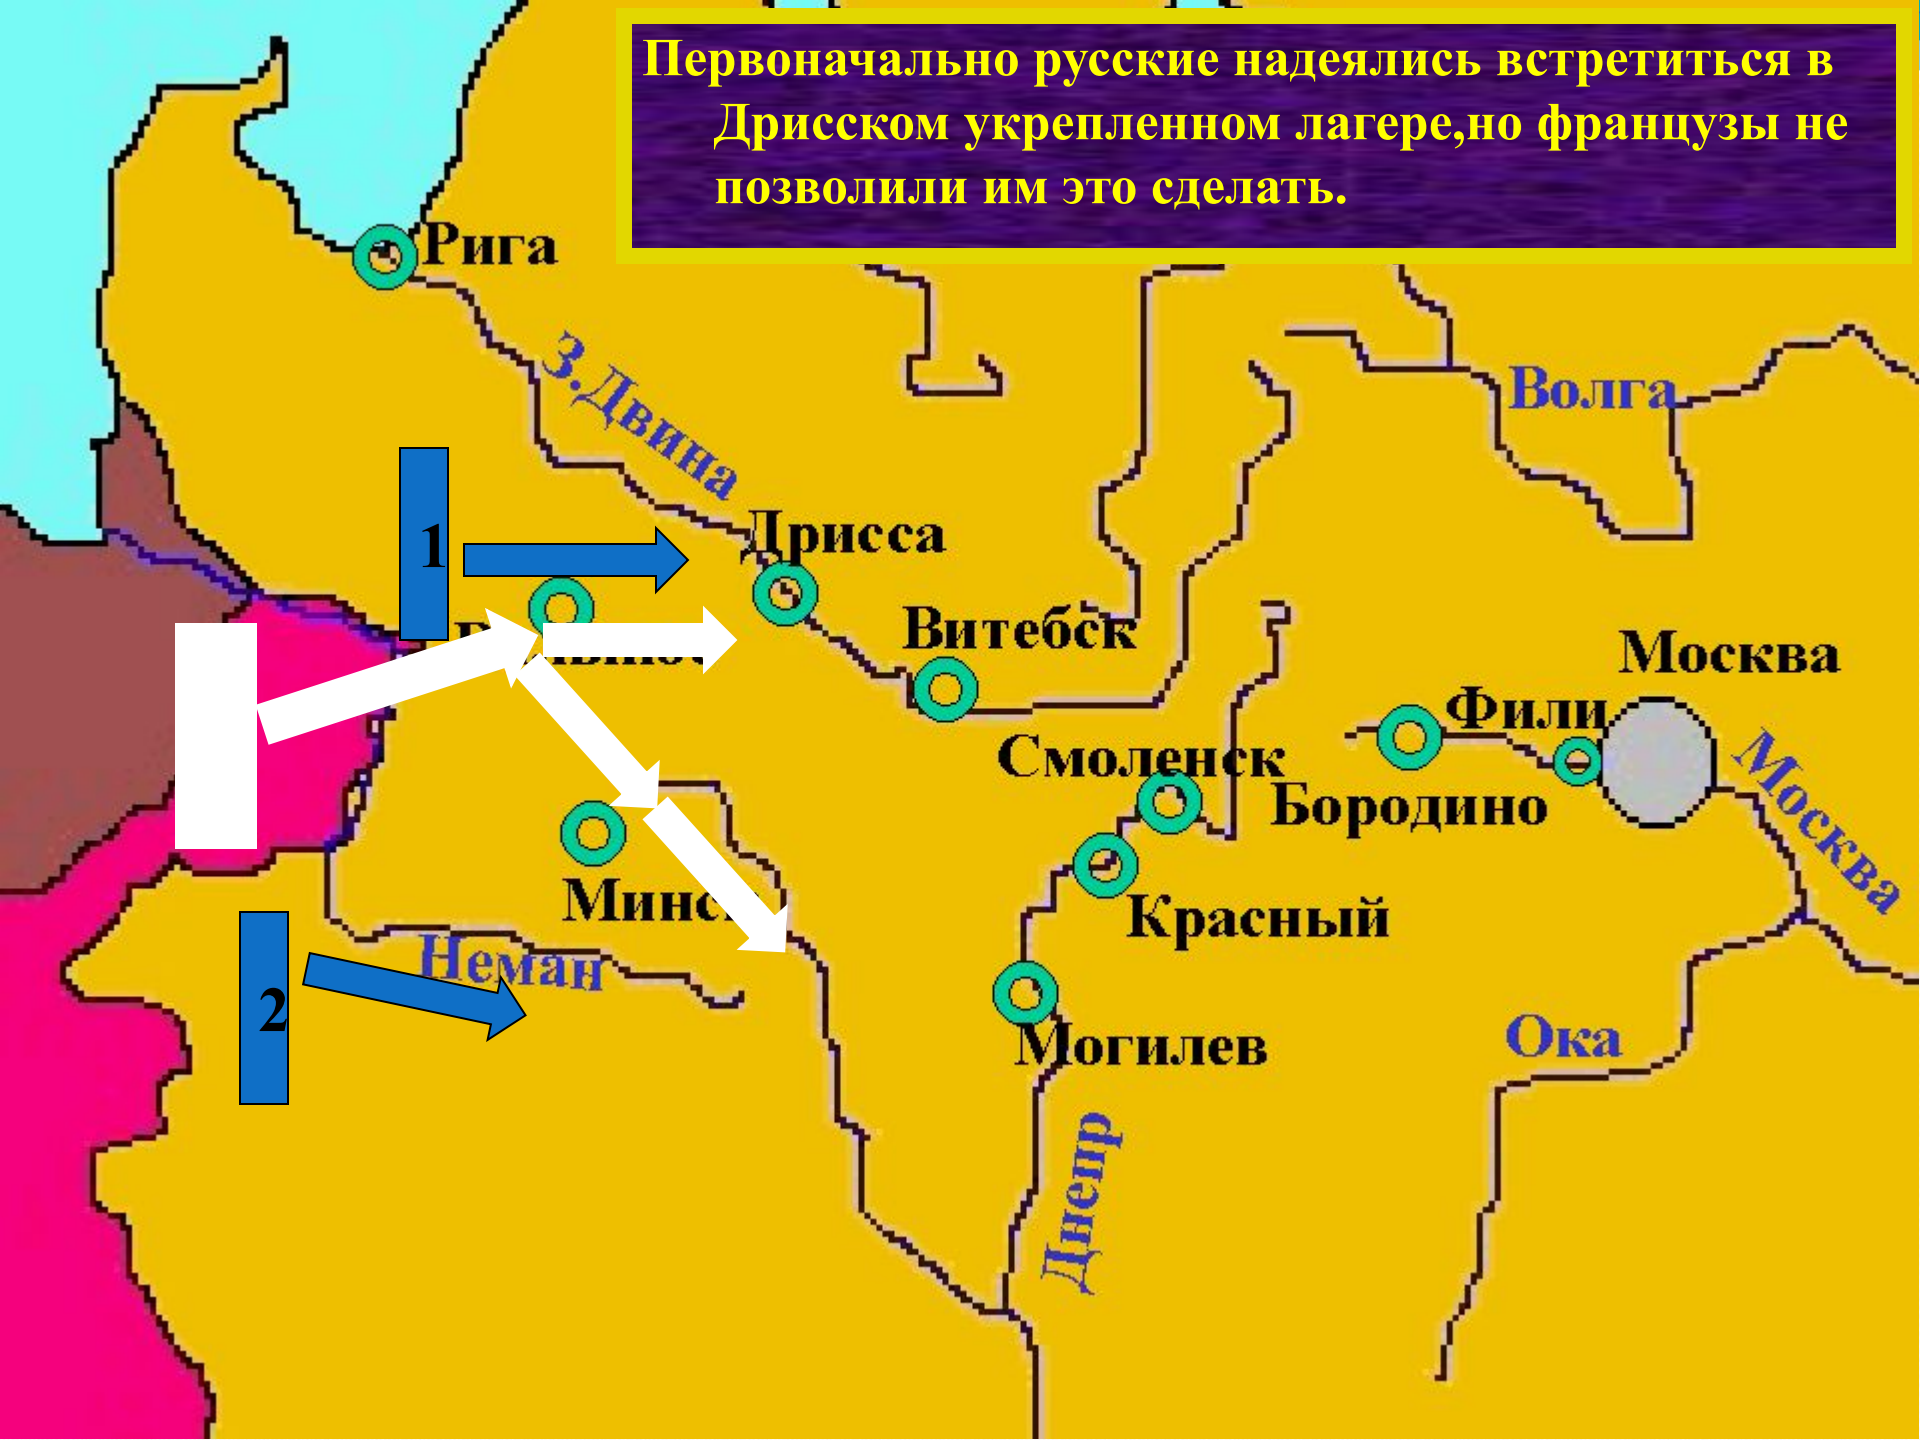 Первоначально русские надеялись встретиться в
Дрисском укрепленном лагере,но французы не
позволили им это сделать.
Рига
З.Двина
Волга
1
Дрисса
Витебск
Москва
Фили
Смоленск
Бородино
Москва
Минск
Красный
Неман
2
Могилев
Ока
Днепр